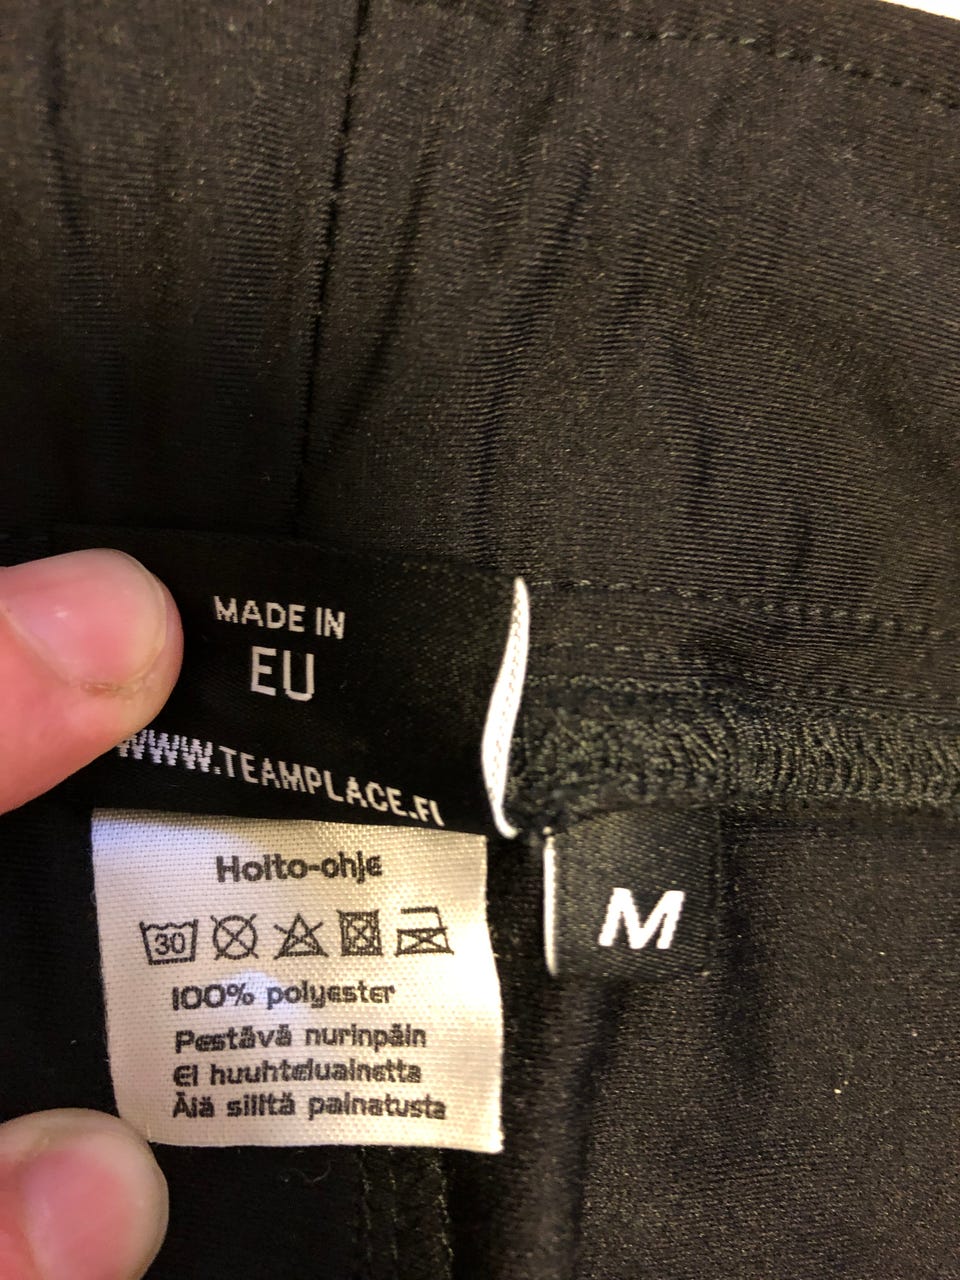 MADE IN
EU
WWW.TEAMPLACE.FI
M
Hoito-ohje
30
100% polyester
Pestävä nurinpäin
Ei huuhteluainetta
Älä silitä painatusta